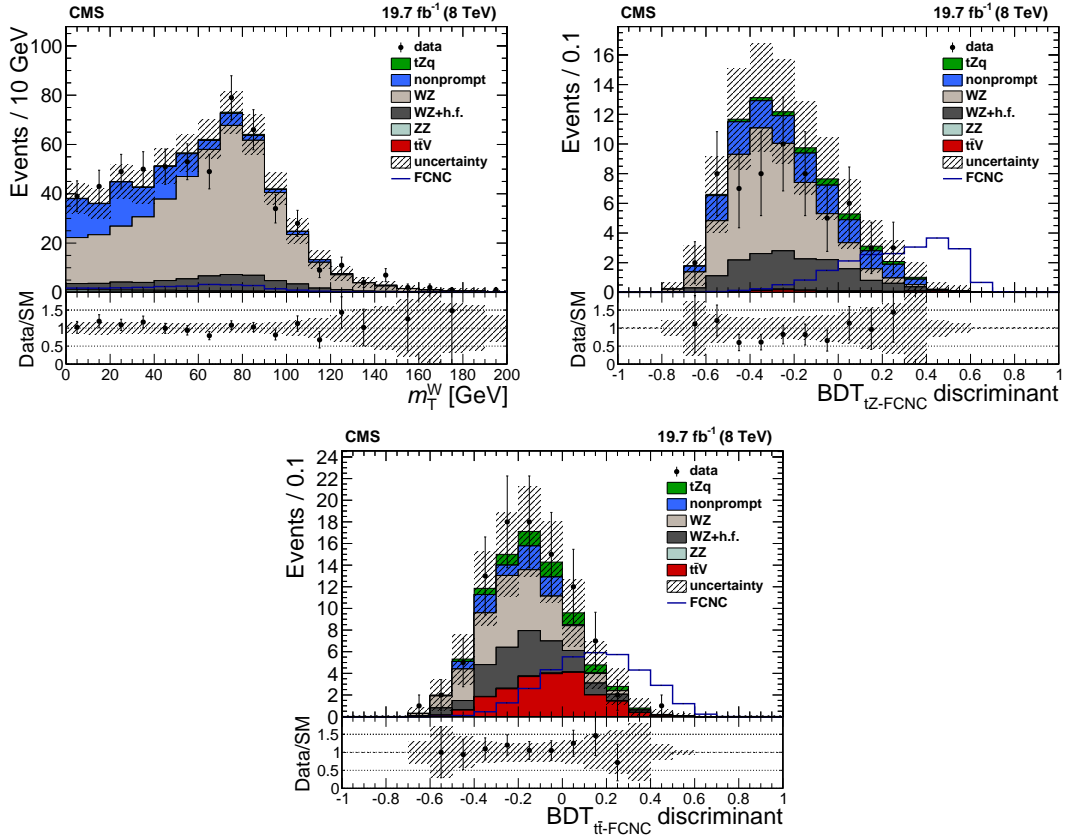 CMS 19.7 fb⁻¹ (8 TeV)
Events / 10 GeV
100
80
60
40
20
0
data
tZq
nonprompt
WZ
WZ+h.f.
ZZ
tt̄V
uncertainty
FCNC
Data/SM
1.5
1
0.5
0 20 40 60 80 100 120 140 160 180 200
m_T^W [GeV]
CMS 19.7 fb⁻¹ (8 TeV)
Events / 0.1
16
14
12
10
8
6
4
2
0
data
tZq
nonprompt
WZ
WZ+h.f.
ZZ
tt̄V
uncertainty
FCNC
Data/SM
1.5
1
0.5
-1 -0.8 -0.6 -0.4 -0.2 0 0.2 0.4 0.6 0.8 1
BDT_tZ-FCNC discriminant
CMS 19.7 fb⁻¹ (8 TeV)
Events / 0.1
24
22
20
18
16
14
12
10
8
6
4
2
0
data
tZq
nonprompt
WZ
WZ+h.f.
ZZ
tt̄V
uncertainty
FCNC
Data/SM
1.5
1
0.5
-1 -0.8 -0.6 -0.4 -0.2 0 0.2 0.4 0.6 0.8 1
BDT_tt̄-FCNC discriminant